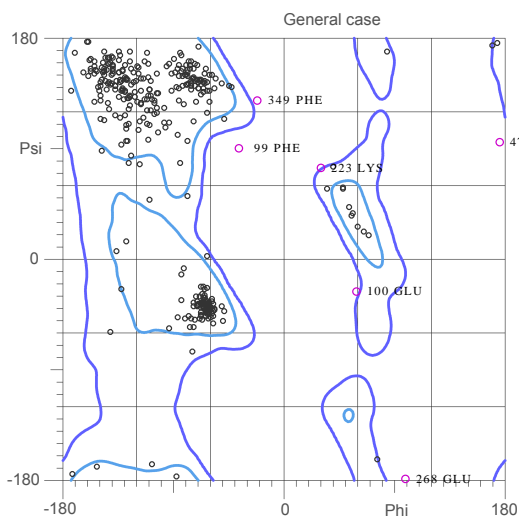 General case
180
349 PHE
Psi
99 PHE
223 LYS
0
100 GLU
268 GLU
-180
-180
0
Phi
180